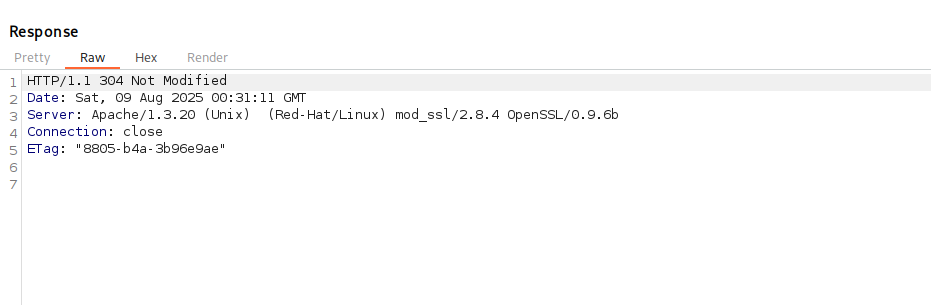 Response
Pretty Raw Hex Render
1 HTTP/1.1 304 Not Modified
2 Date: Sat, 09 Aug 2025 00:31:11 GMT
3 Server: Apache/1.3.20 (Unix)  (Red-Hat/Linux) mod_ssl/2.8.4 OpenSSL/0.9.6b
4 Connection: close
5 ETag: "8805-b4a-3b96e9ae"
6
7